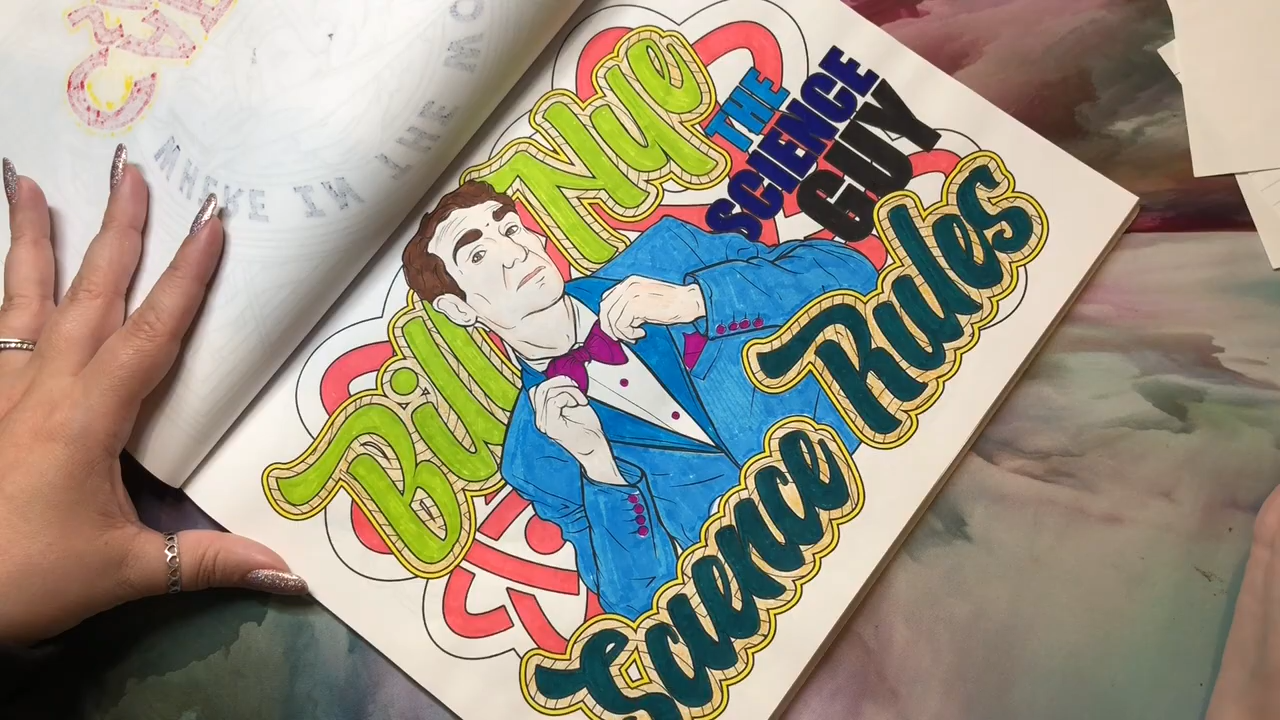 WHERE IN THE
Bill Nye
THE
SCIENCE
GUY
Science Rules